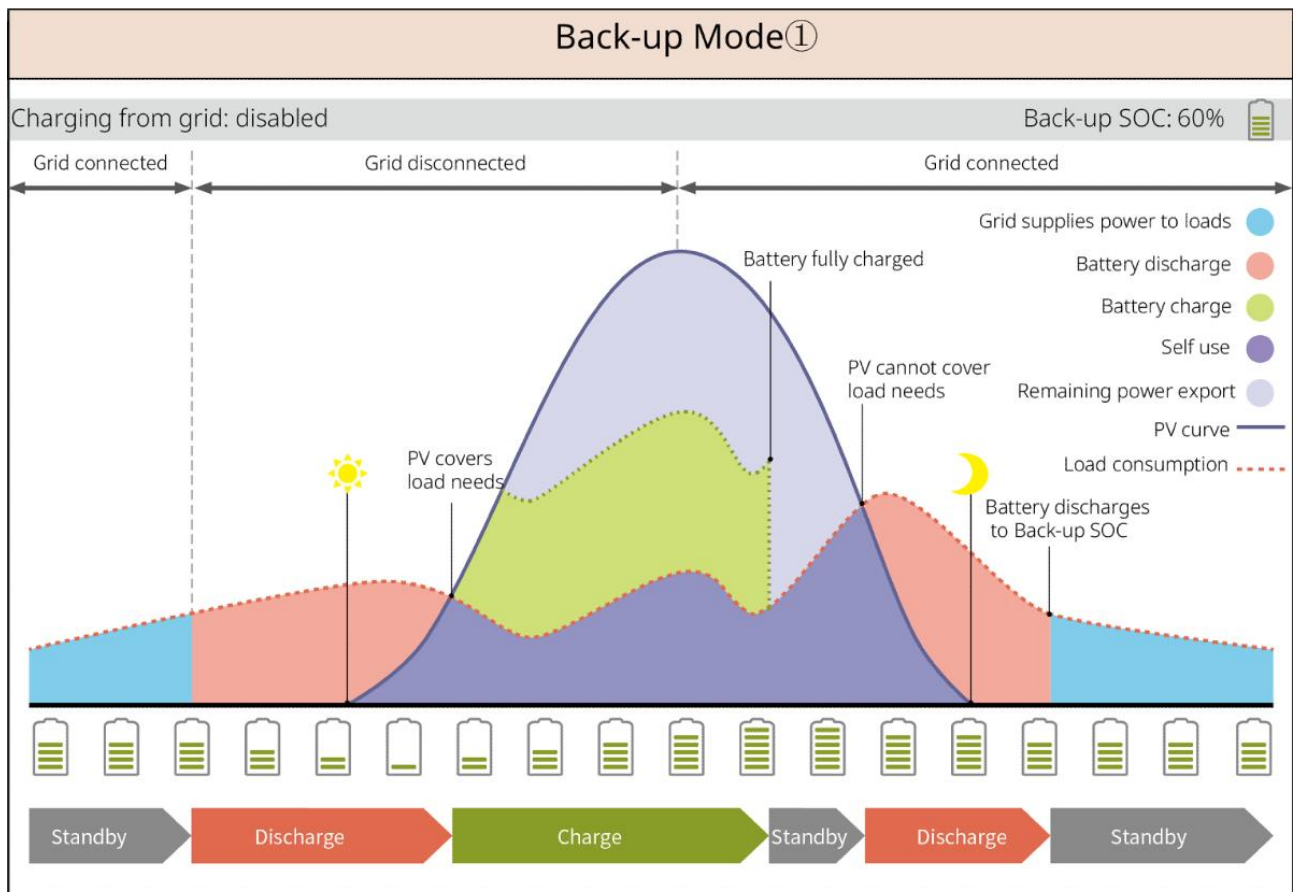 Back-up Mode①
Charging from grid: disabled
Back-up SOC: 60%
Grid connected
Grid disconnected
Grid connected
Grid supplies power to loads
Battery discharge
Battery charge
Self use
Remaining power export
PV curve
Load consumption
Battery fully charged
PV cannot cover
load needs
PV covers
load needs
Battery discharges
to Back-up SOC
Standby
Discharge
Charge
Standby
Discharge
Standby